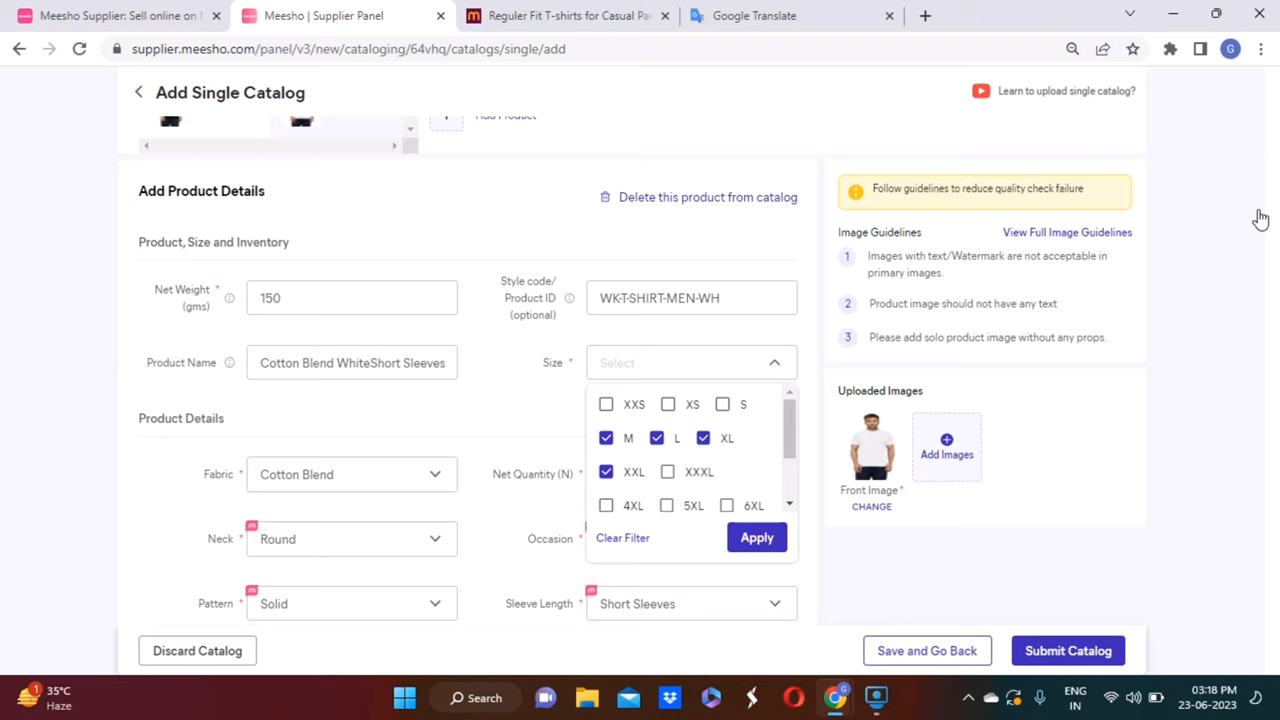 Meesho Supplier: Sell online on M
Meesho | Supplier Panel
Reguler Fit T-shirts for Casual Par
Google Translate
supplier.meesho.com/panel/v3/new/cataloging/64vhq/catalogs/single/add
G
Add Single Catalog
Learn to upload single catalog?
Add Product
Add Product Details
Delete this product from catalog
Product, Size and Inventory
Net Weight * (gms)
150
Style code/
Product ID
(optional)
WK-T-SHIRT-MEN-WH
Product Name
Cotton Blend WhiteShort Sleeves
Size *
Select
XXS XS S
M L XL
XXL XXXL
4XL 5XL 6XL
Clear Filter
Apply
Product Details
Fabric *
Cotton Blend
Net Quantity (N) *
Neck *
Round
Occasion *
Pattern *
Solid
Sleeve Length *
Short Sleeves
Follow guidelines to reduce quality check failure
Image Guidelines
View Full Image Guidelines
1 Images with text/Watermark are not acceptable in
primary images.
2 Product image should not have any text
3 Please add solo product image without any props.
Uploaded Images
Add Images
Front Image *
CHANGE
Discard Catalog
Save and Go Back
Submit Catalog
1
35°C
Haze
Search
G
ENG
IN
03:18 PM
23-06-2023